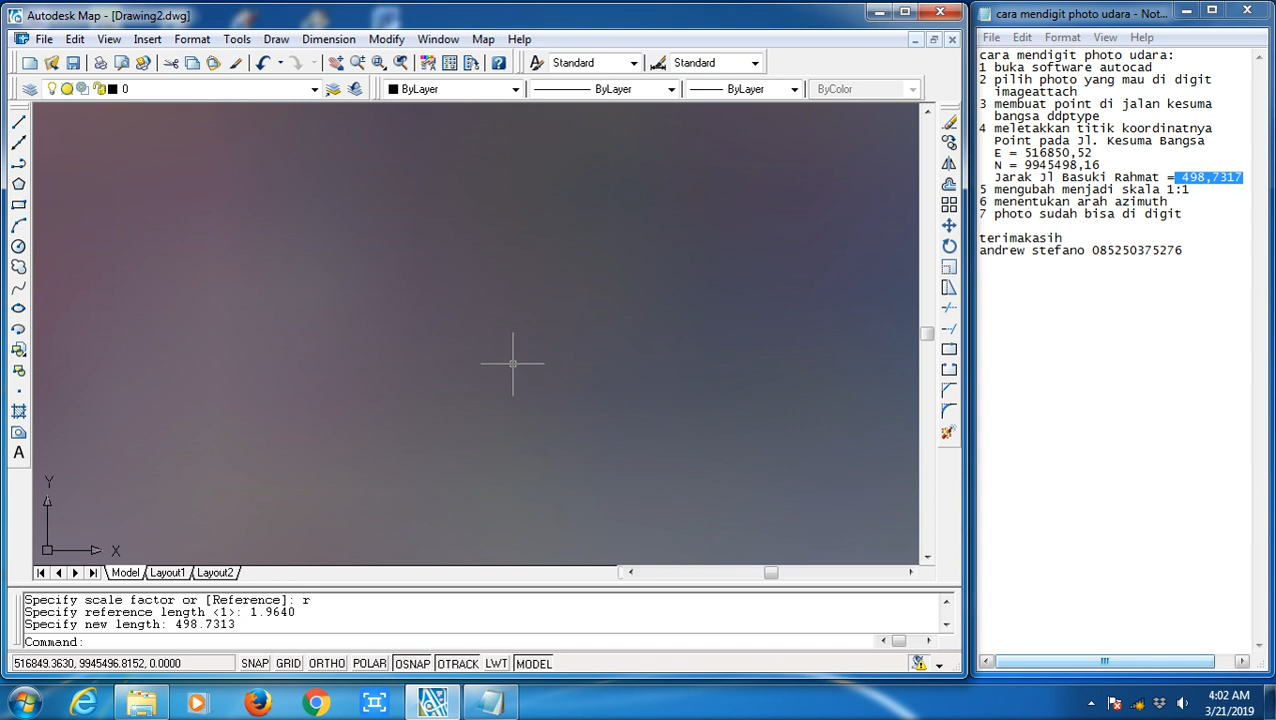 Autodesk Map - [Drawing2.dwg]
File Edit View Insert Format Tools Draw Dimension Modify Window Map Help
Standard Standard
0 ByLayer ByLayer ByLayer ByColor
Y
X
Model Layout1 Layout2
Specify scale factor or [Reference]: r
Specify reference length <1>: 1.9640
Specify new length: 498.7313
Command:
516849.3630, 9945496.8152, 0.0000 SNAP GRID ORTHO POLAR OSNAP OTRACK LWT MODEL
cara mendigit photo udara - Not...
File Edit Format View Help
cara mendigit photo udara:
1 buka software autocad
2 pilih photo yang mau di digit
imageattach
3 membuat point di jalan kesuma
bangsa ddptype
4 meletakkan titik koordinatnya
Point pada Jl. Kesuma Bangsa
E = 516850,52
N = 9945498,16
Jarak Jl Basuki Rahmat = 498,7317
5 mengubah menjadi skala 1:1
6 menentukan arah azimuth
7 photo sudah bisa di digit
terimakasih
andrew stefano 085250375276
4:02 AM
3/21/2019